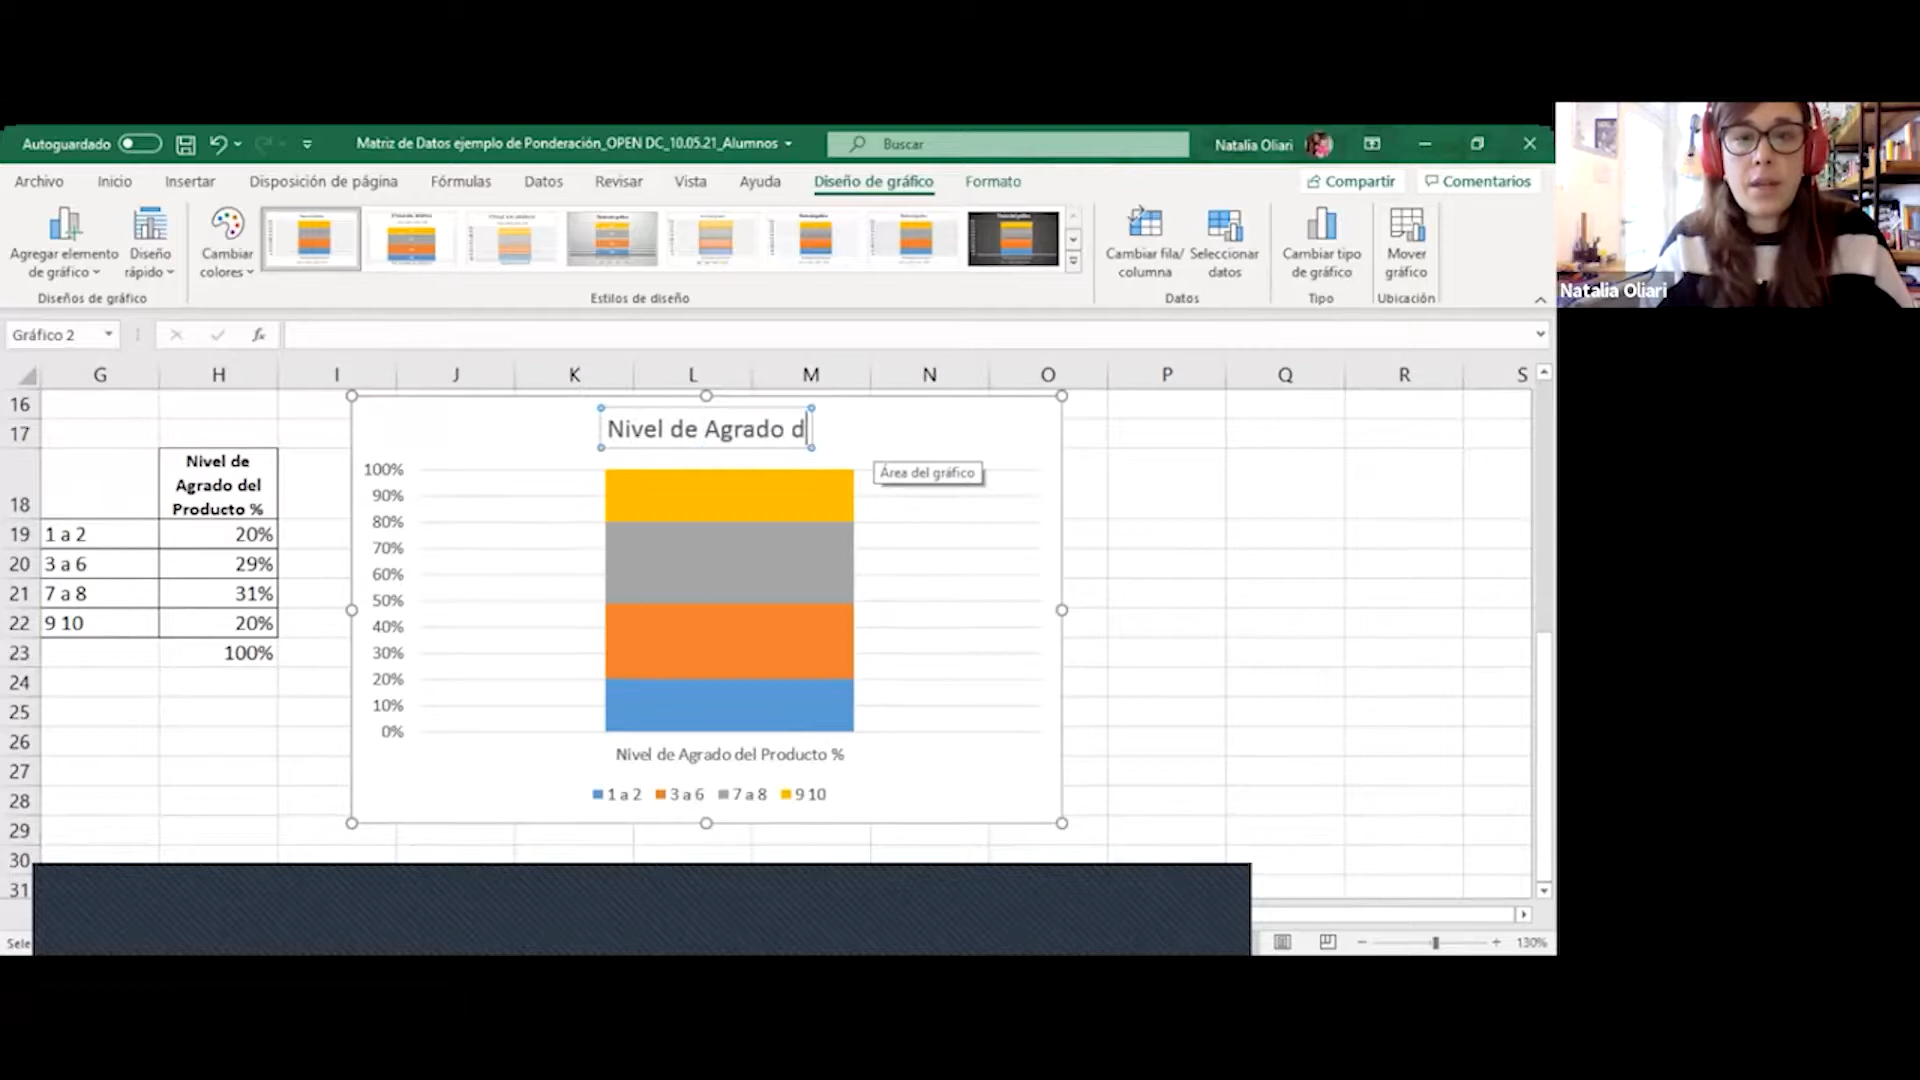 Autoguardado
Matriz de Datos ejemplo de Ponderación_OPEN DC_10.05.21_Alumnos
Buscar
Natalia Oliari
Archivo Inicio Insertar Disposición de página Fórmulas Datos Revisar Vista Ayuda Diseño de gráfico Formato Compartir Comentarios
Agregar elemento de gráfico
Diseño rápido
Cambiar colores
Cambiar fila/ columna
Seleccionar datos
Cambiar tipo de gráfico
Mover gráfico
Diseños de gráfico Estilos de diseño Datos Tipo Ubicación
Natalia Oliari
Gráfico 2 fx
G H I J K L M N O P Q R S
16
17
18 Nivel de Agrado del Producto %
19 1 a 2 20%
20 3 a 6 29%
21 7 a 8 31%
22 9 10 20%
23 100%
24
25
26
27
28
29
30
31
Nivel de Agrado d
Área del gráfico
100%
90%
80%
70%
60%
50%
40%
30%
20%
10%
0%
Nivel de Agrado del Producto %
1 a 2 3 a 6 7 a 8 9 10
Sele
130%